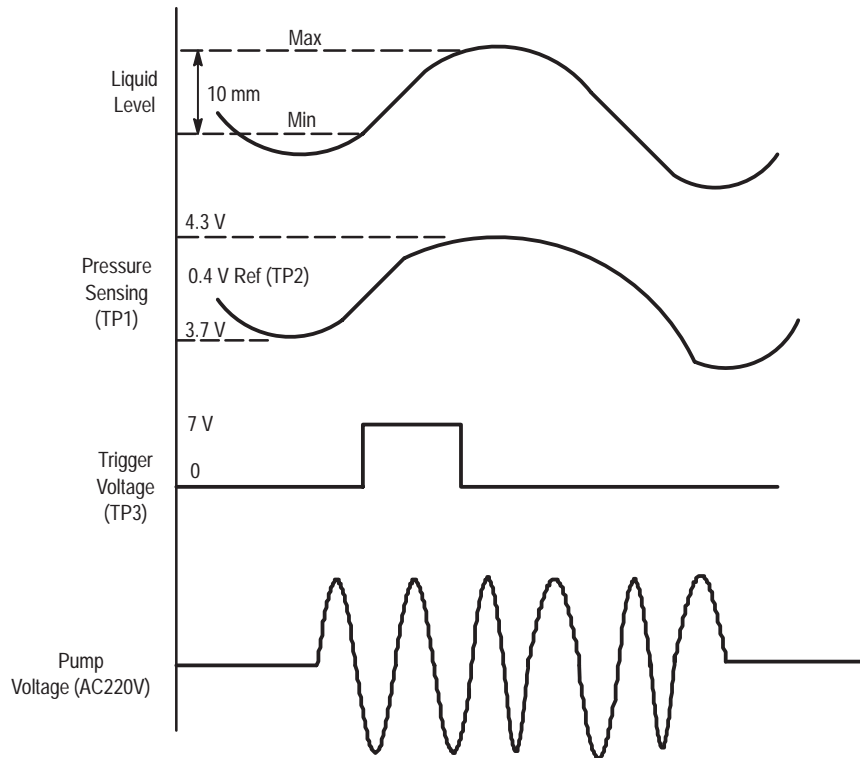 Max
Liquid
Level
10 mm
Min
4.3 V
Pressure
Sensing
(TP1)
0.4 V Ref (TP2)
3.7 V
7 V
Trigger
Voltage
(TP3)
0
Pump
Voltage (AC220V)